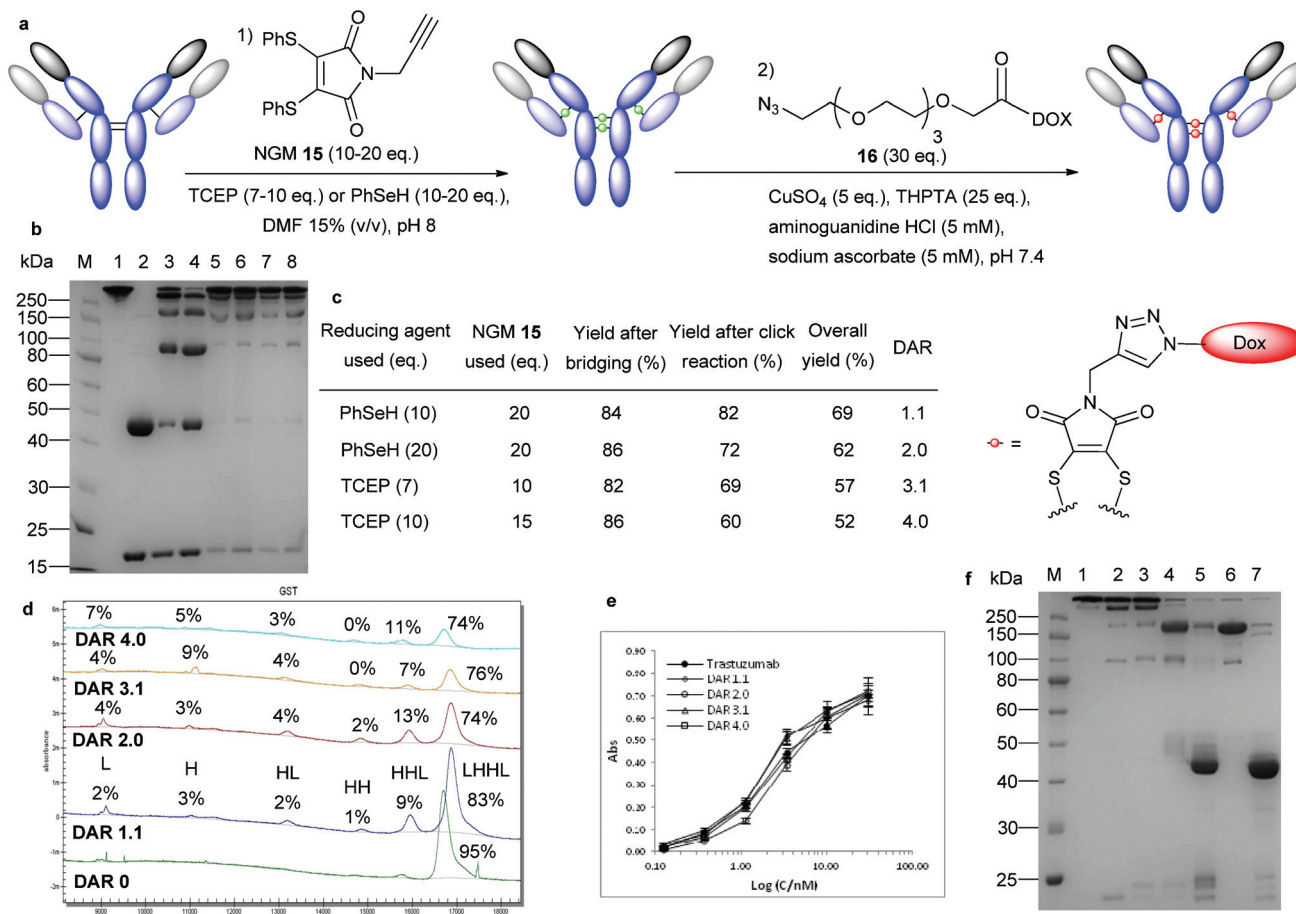 a
1)
PhS
PhS
O
N
O
NGM 15 (10-20 eq.)
TCEP (7-10 eq.) or PhSeH (10-20 eq.),
DMF 15% (v/v), pH 8
2)
N3
O
3
O
O
DOX
16 (30 eq.)
CuSO4 (5 eq.), THPTA (25 eq.),
aminoguanidine HCl (5 mM),
sodium ascorbate (5 mM), pH 7.4
b
kDa M 1 2 3 4 5 6 7 8
250
150
100
80
60
50
40
30
25
15
c
Reducing agent used (eq.) NGM 15 used (eq.) Yield after bridging (%) Yield after click reaction (%) Overall yield (%) DAR
PhSeH (10) 20 84 82 69 1.1
PhSeH (20) 20 86 72 62 2.0
TCEP (7) 10 82 69 57 3.1
TCEP (10) 15 86 60 52 4.0
N
N
N
Dox
N
O
O
S
S
=
d
GST
absorbance
6n
5n
3n
2n
0
-1n
-2n
7% 5% 3% 0% 11% 74%
DAR 4.0
4% 9% 4% 0% 7% 76%
DAR 3.1
4% 3% 4% 2% 13% 74%
DAR 2.0
L H HL HH HHL LHHL
2% 3% 2% 1% 9% 83%
DAR 1.1
95%
DAR 0
9000 10000 11000 12000 13000 14000 15000 16000 17000 18000
e
Trastuzumab
DAR 1.1
DAR 2.0
DAR 3.1
DAR 4.0
Abs
0.90
0.80
0.70
0.60
0.50
0.40
0.30
0.20
0.10
0.00
0.10 1.00 10.00 100.00
Log (C/nM)
f
kDa M 1 2 3 4 5 6 7
250
150
100
80
60
50
40
30
25